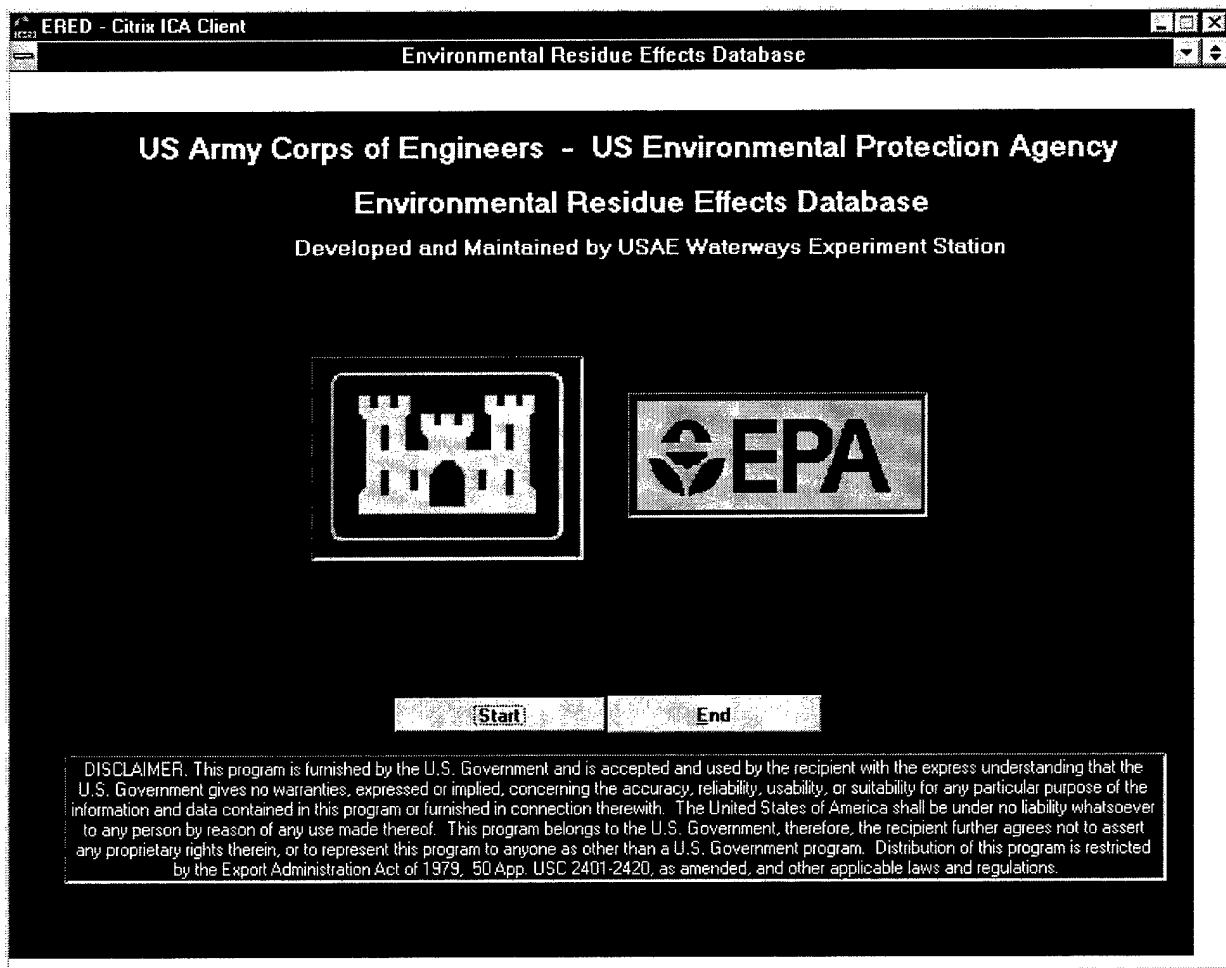 ERED - Citrix ICA Client
Environmental Residue Effects Database
US Army Corps of Engineers - US Environmental Protection Agency
Environmental Residue Effects Database
Developed and Maintained by USAE Waterways Experiment Station
EPA
Start
End
DISCLAIMER. This program is furnished by the U.S. Government and is accepted and used by the recipient with the express understanding that the
U.S. Government gives no warranties, expressed or implied, concerning the accuracy, reliability, usability, or suitability for any particular purpose of the
information and data contained in this program or furnished in connection therewith. The United States of America shall be under no liability whatsoever
to any person by reason of any use made thereof. This program belongs to the U.S. Government, therefore, the recipient further agrees not to assert
any proprietary rights therein, or to represent this program to anyone as other than a U.S. Government program. Distribution of this program is restricted
by the Export Administration Act of 1979, 50 App. USC 2401-2420, as amended, and other applicable laws and regulations.